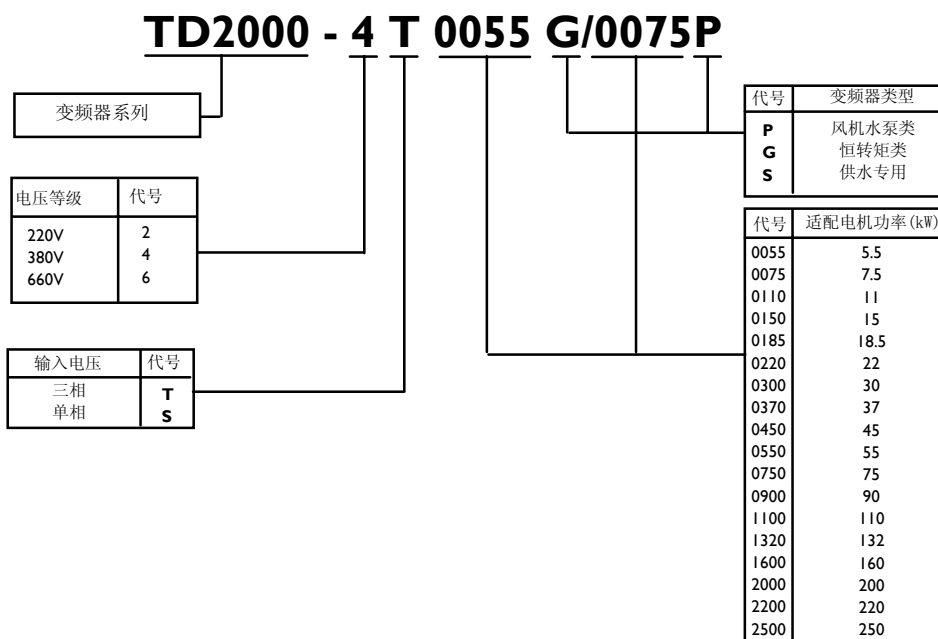 TD2000 - 4 T 0055 G/0075P
变频器系列
电压等级 代号
220V 2
380V 4
660V 6
输入电压 代号
三相 T
单相 S
代号 变频器类型
P 风机水泵类
G 恒转矩类
S 供水专用
代号 适配电机功率(kW)
0055 5.5
0075 7.5
0110 11
0150 15
0185 18.5
0220 22
0300 30
0370 37
0450 45
0550 55
0750 75
0900 90
1100 110
1320 132
1600 160
2000 200
2200 220
2500 250